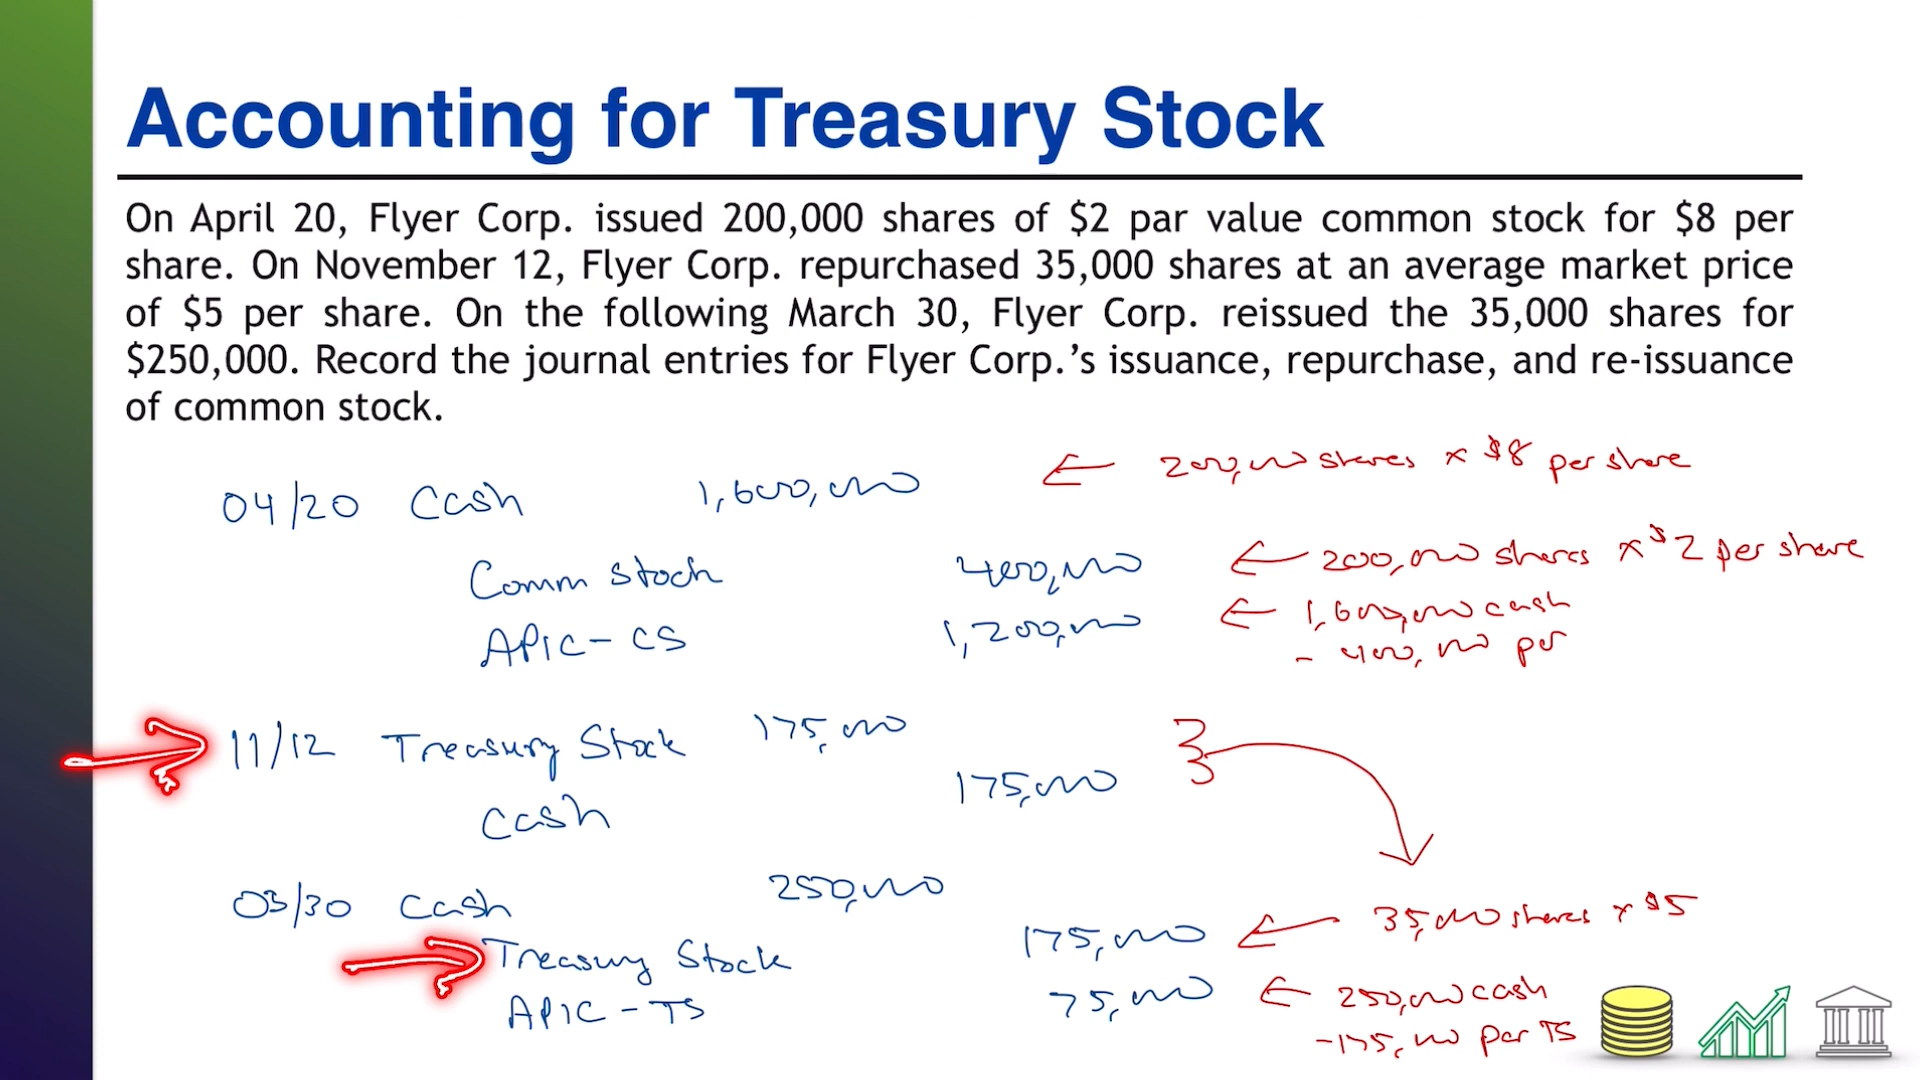 Accounting for Treasury Stock
On April 20, Flyer Corp. issued 200,000 shares of $2 par value common stock for $8 per
share. On November 12, Flyer Corp. repurchased 35,000 shares at an average market price
of $5 per share. On the following March 30, Flyer Corp. reissued the 35,000 shares for
$250,000. Record the journal entries for Flyer Corp.’s issuance, repurchase, and re-issuance
of common stock.
04/20 Cash 1,600,000 ← 200,000 shares x $8 per share
Comm Stock 400,000 ← 200,000 shares x $2 per share
APIC - CS 1,200,000 ← 1,600,000 cash
- 400,000 par
11/12 Treasury Stock 175,000
Cash 175,000
03/30 Cash 250,000
Treasury Stock 175,000 ← 35,000 shares x $5
APIC - TS 75,000 ← 250,000 cash
- 175,000 par TS